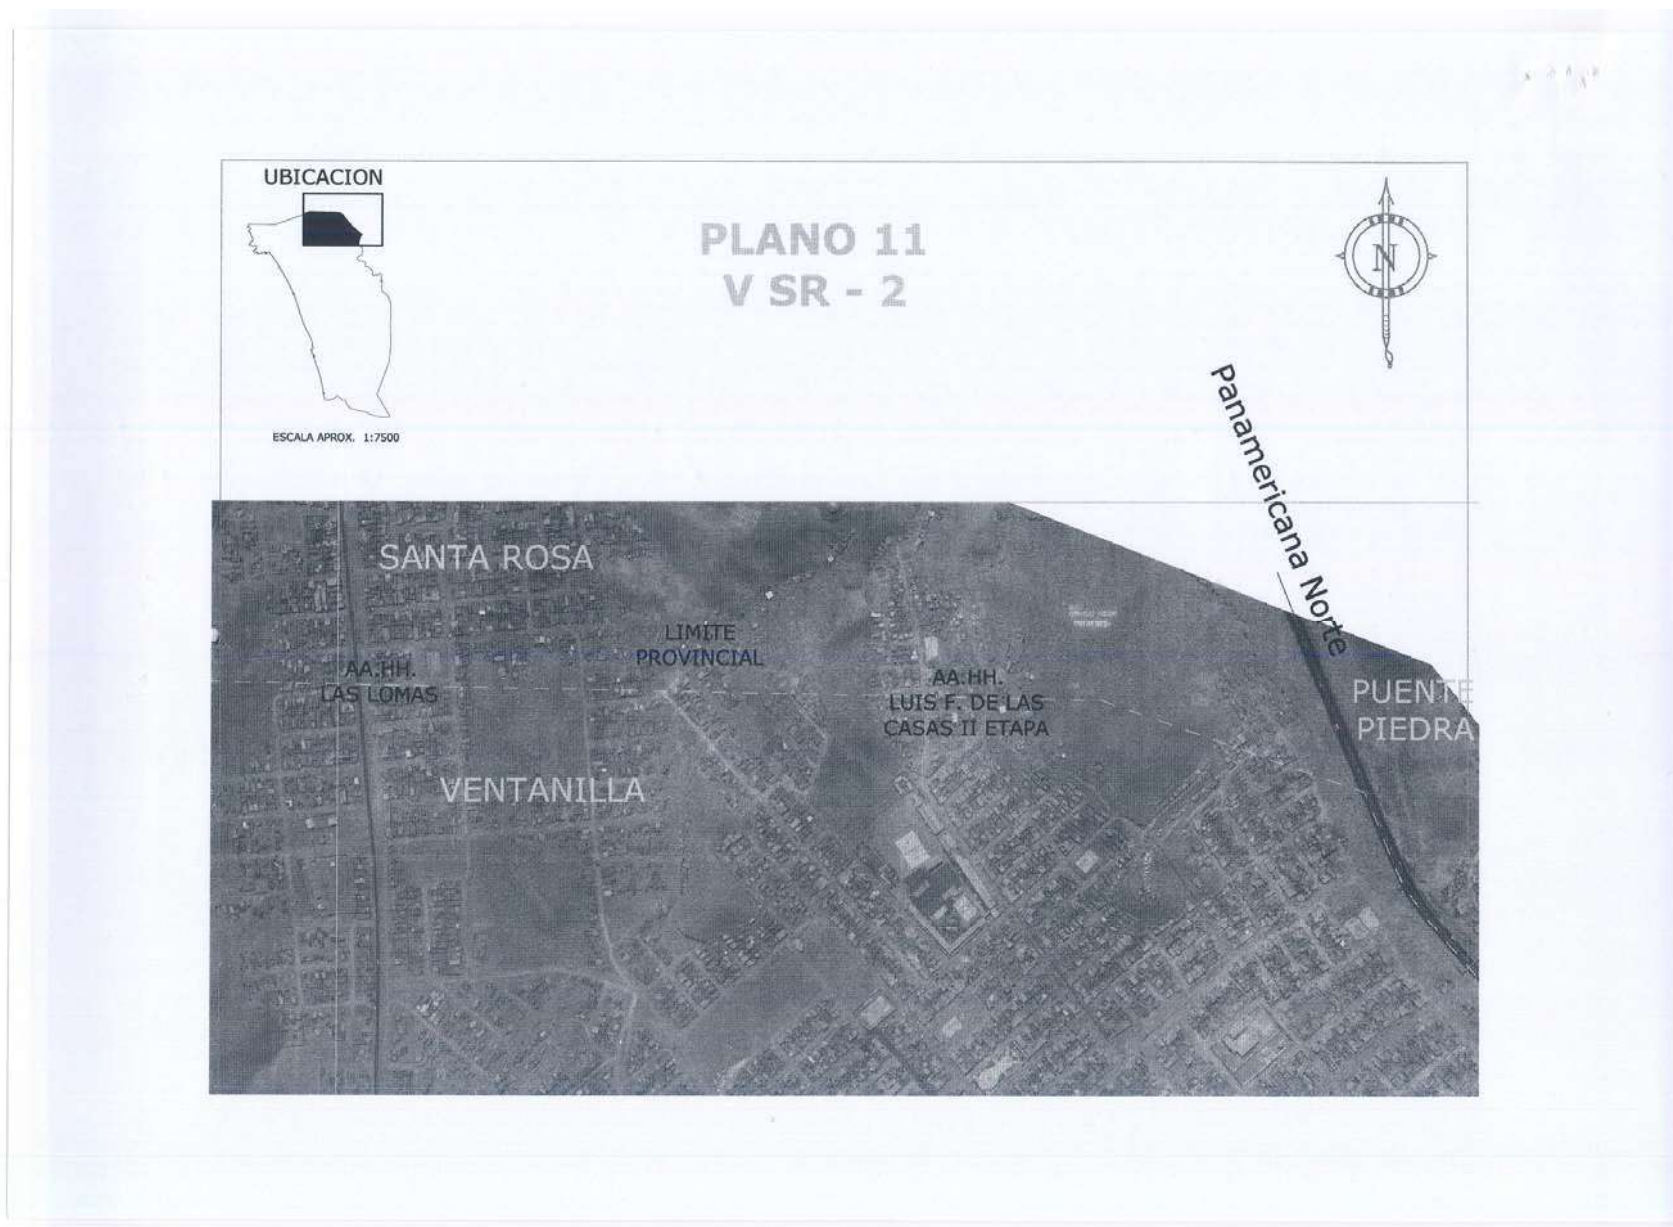 UBICACION
PLANO 11
V SR - 2
N
ESCALA APROX. 1:7500
Panamericana Norte
SANTA ROSA
LIMITE
PROVINCIAL
AA.HH.
LAS LOMAS
AA.HH.
LUIS F. DE LAS
CASAS II ETAPA
PUENTE
PIEDRA
VENTANILLA